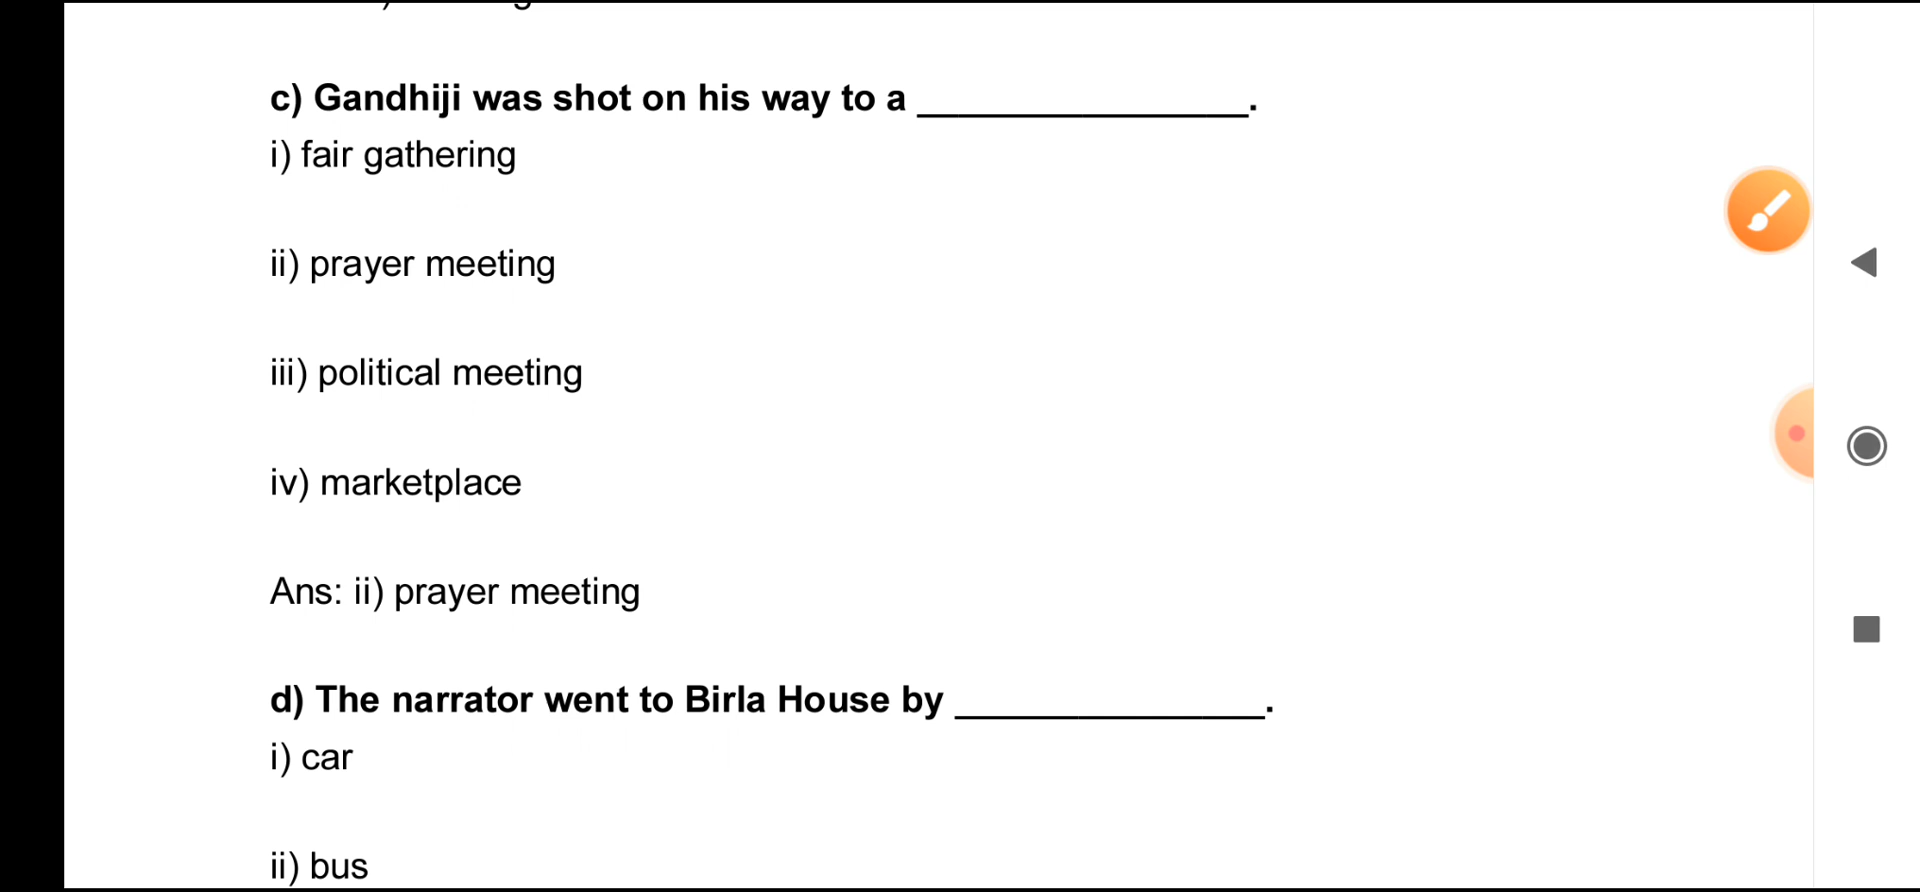 c) Gandhiji was shot on his way to a ________________.
i) fair gathering
ii) prayer meeting
iii) political meeting
iv) marketplace
Ans: ii) prayer meeting
d) The narrator went to Birla House by _______________.
i) car
ii) bus